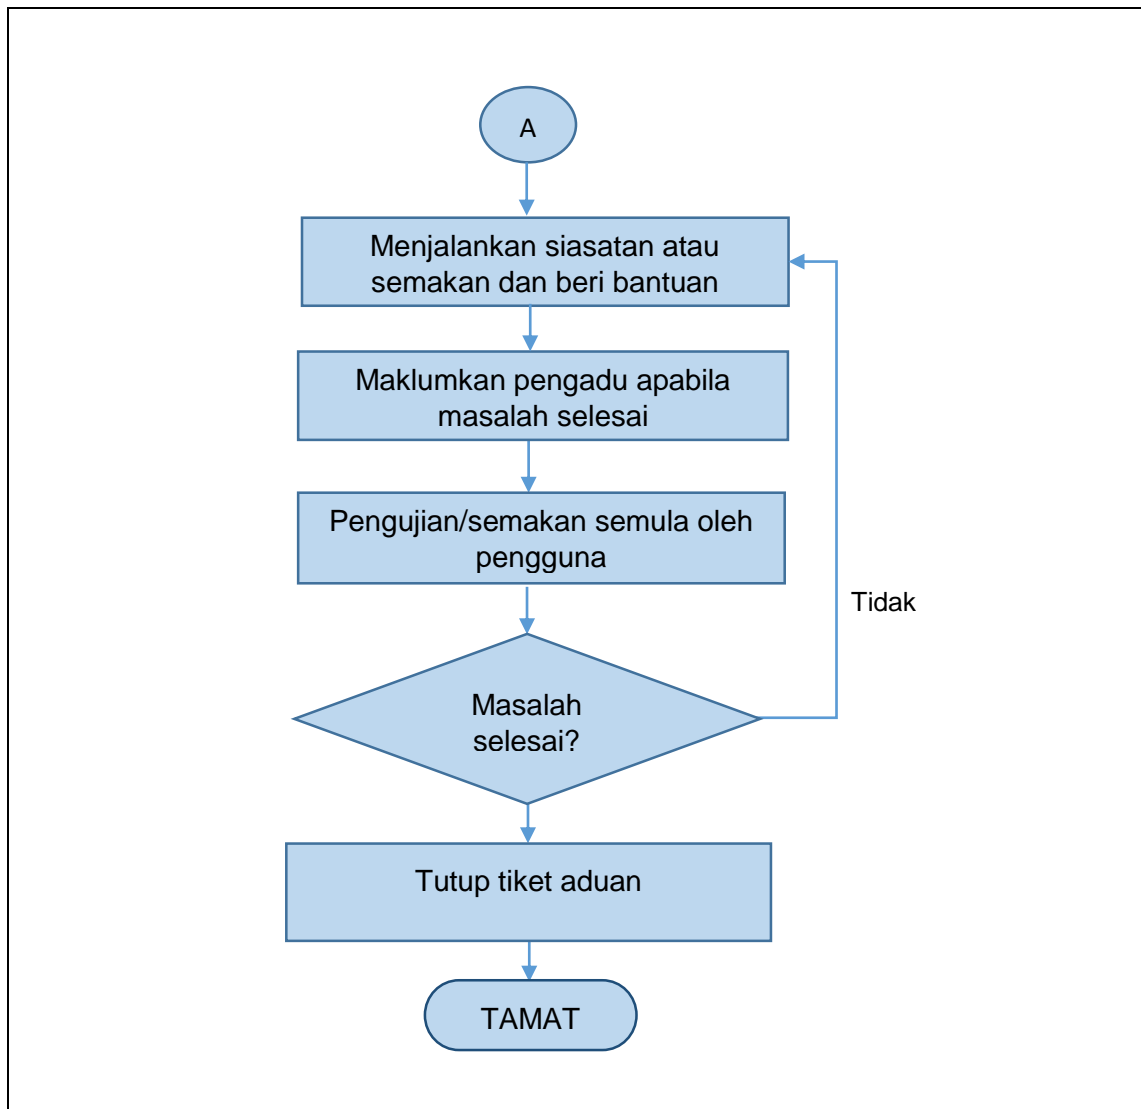 A
Menjalankan siasatan atau
semakan dan beri bantuan
Maklumkan pengadu apabila
masalah selesai
Pengujian/semakan semula oleh
pengguna
Tidak
Masalah
selesai?
Tutup tiket aduan
TAMAT